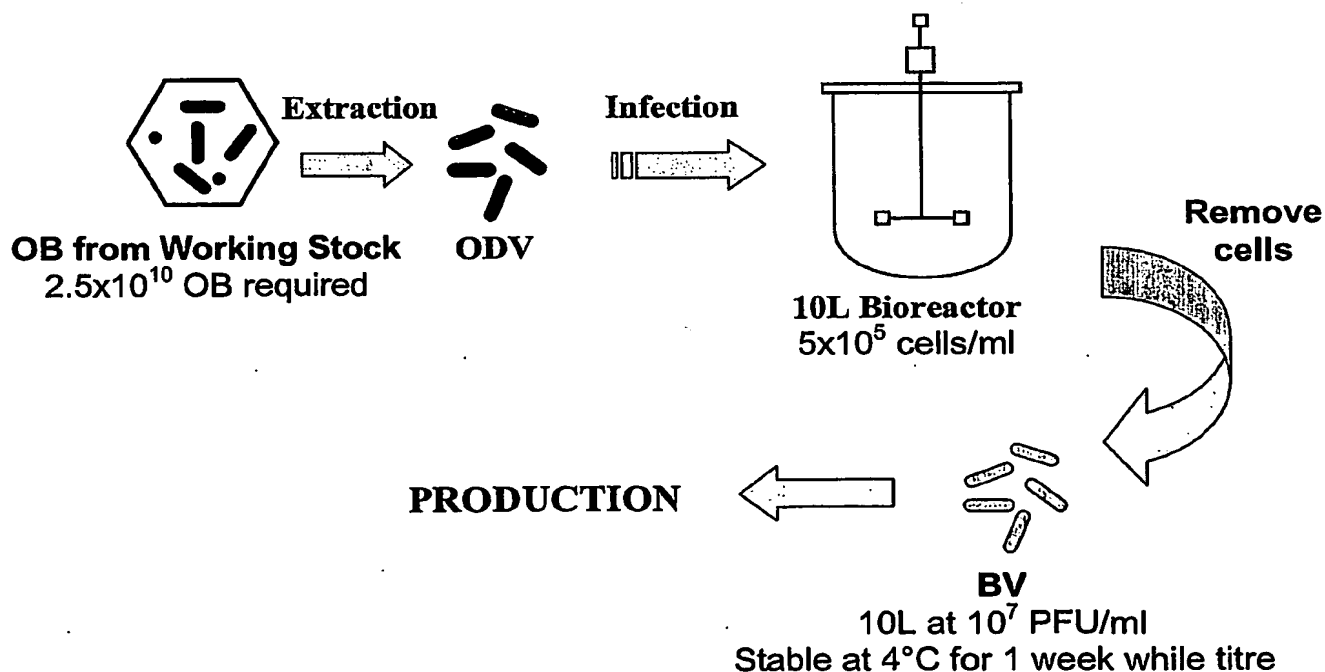 Extraction
OB from Working Stock
2.5x10¹⁰ OB required
ODV
Infection
10L Bioreactor
5x10⁵ cells/ml
Remove
cells
PRODUCTION
BV
10L at 10⁷ PFU/ml
Stable at 4°C for 1 week while titre